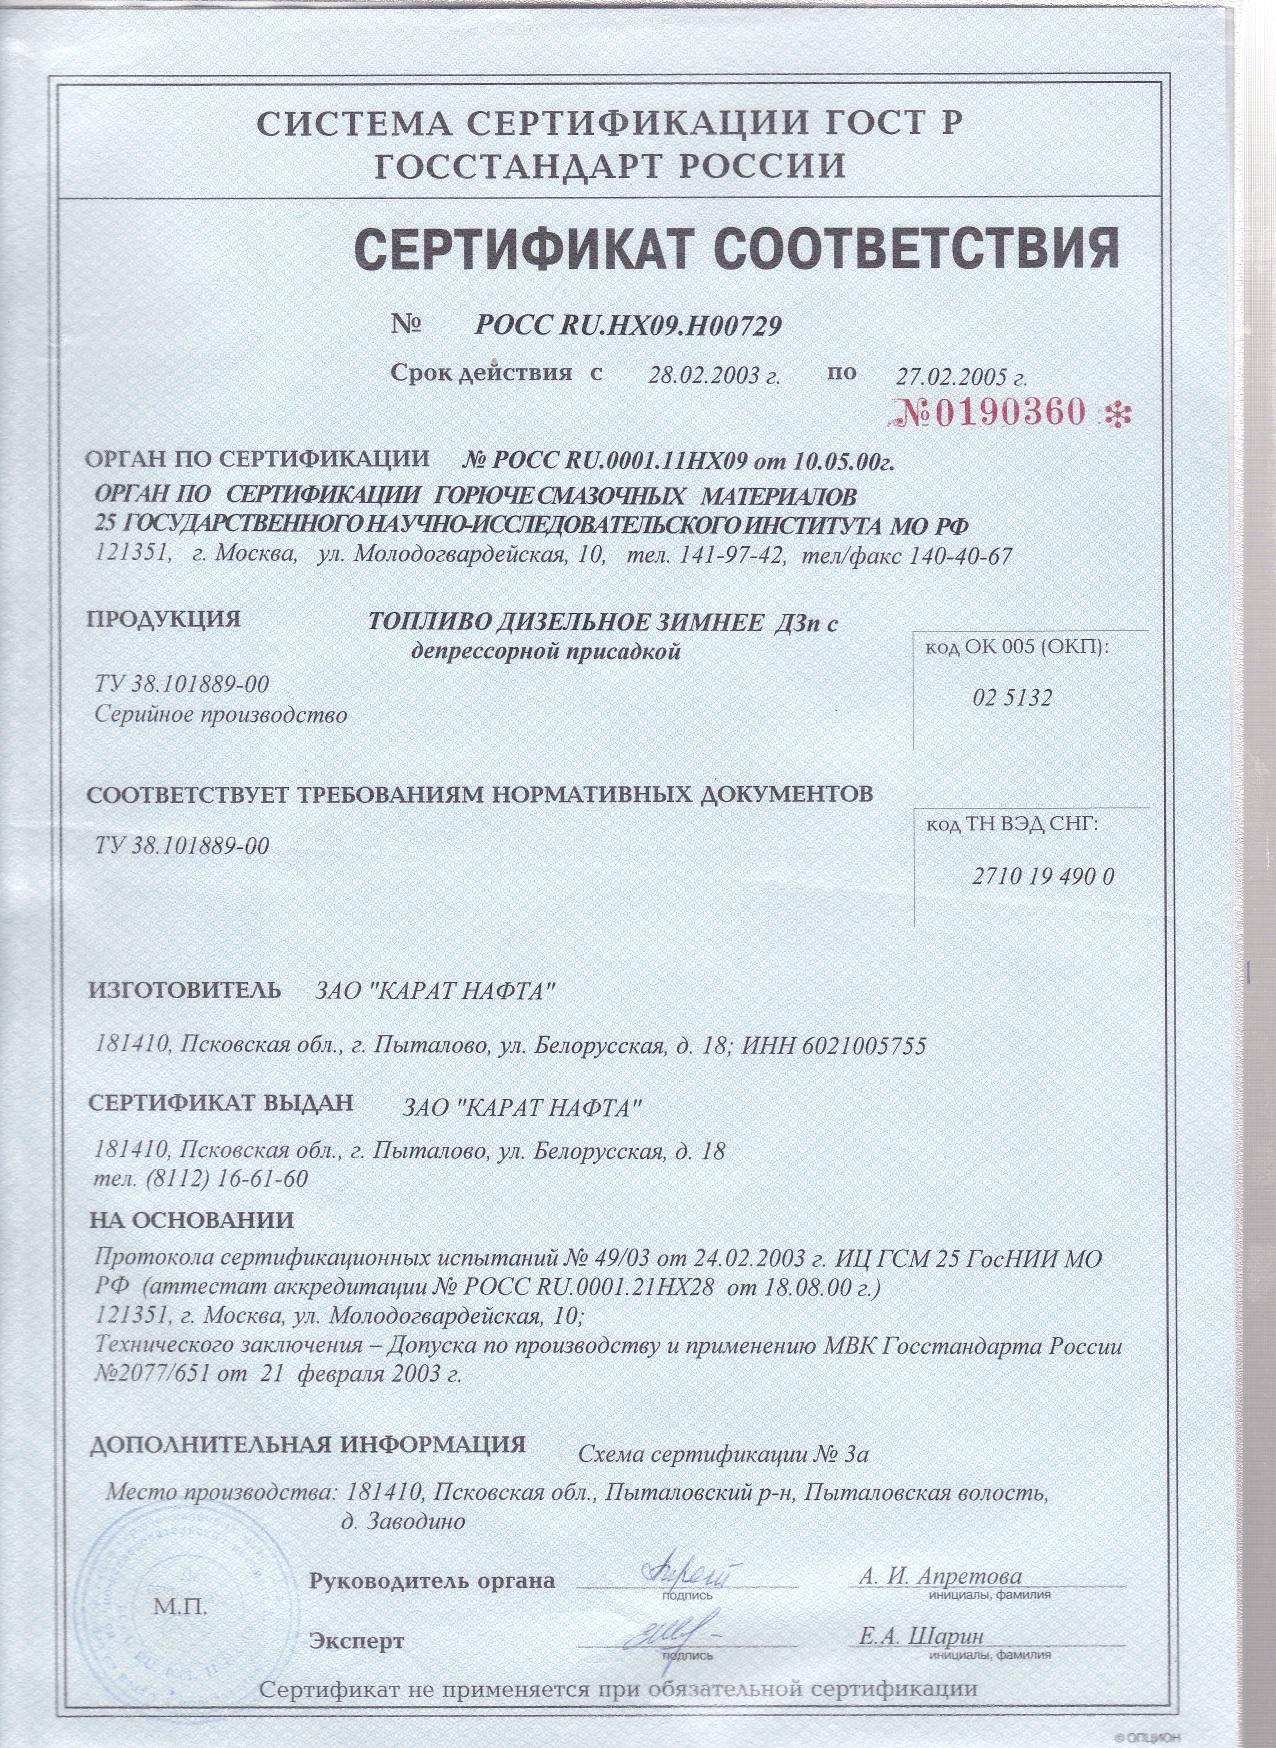 СИСТЕМА СЕРТИФИКАЦИИ ГОСТ Р
ГОССТАНДАРТ РОССИИ
СЕРТИФИКАТ СООТВЕТСТВИЯ
№ РОСС RU.НХ09.Н00729
Срок действия с 28.02.2003 г. по 27.02.2005 г.
№0190360 *
ОРГАН ПО СЕРТИФИКАЦИИ № РОСС RU.0001.11НХ09 от 10.05.00г.
ОРГАН ПО СЕРТИФИКАЦИИ ГОРЮЧЕСМАЗОЧНЫХ МАТЕРИАЛОВ
25 ГОСУДАРСТВЕННОГО НАУЧНО-ИССЛЕДОВАТЕЛЬСКОГО ИНСТИТУТА МО РФ
121351, г. Москва, ул. Молодогвардейская, 10, тел. 141-97-42, тел/факс 140-40-67
ПРОДУКЦИЯ ТОПЛИВО ДИЗЕЛЬНОЕ ЗИМНЕЕ ДЗп с
депрессорной присадкой
код ОК 005 (ОКП):
ТУ 38.101889-00
02 5132
Серийное производство
СООТВЕТСТВУЕТ ТРЕБОВАНИЯМ НОРМАТИВНЫХ ДОКУМЕНТОВ
код ТН ВЭД СНГ:
ТУ 38.101889-00
2710 19 490 0
ИЗГОТОВИТЕЛЬ ЗАО "КАРАТ НАФТА"
181410, Псковская обл., г. Пыталово, ул. Белорусская, д. 18; ИНН 6021005755
СЕРТИФИКАТ ВЫДАН ЗАО "КАРАТ НАФТА"
181410, Псковская обл., г. Пыталово, ул. Белорусская, д. 18
тел. (8112) 16-61-60
НА ОСНОВАНИИ
Протокола сертификационных испытаний № 49/03 от 24.02.2003 г. ИЦ ГСМ 25 ГосНИИ МО
РФ (аттестат аккредитации № РОСС RU.0001.21НХ28 от 18.08.00 г.)
121351, г. Москва, ул. Молодогвардейская, 10;
Технического заключения – Допуска по производству и применению МВК Госстандарта России
№2077/651 от 21 февраля 2003 г.
ДОПОЛНИТЕЛЬНАЯ ИНФОРМАЦИЯ Схема сертификации № 3а
Место производства: 181410, Псковская обл., Пыталовский р-н, Пыталовская волость,
д. Заводино
Руководитель органа А. И. Апретова
подпись инициалы, фамилия
М.П.
Эксперт Е.А. Шарин
подпись инициалы, фамилия
Сертификат не применяется при обязательной сертификации
© ОПЦИОН